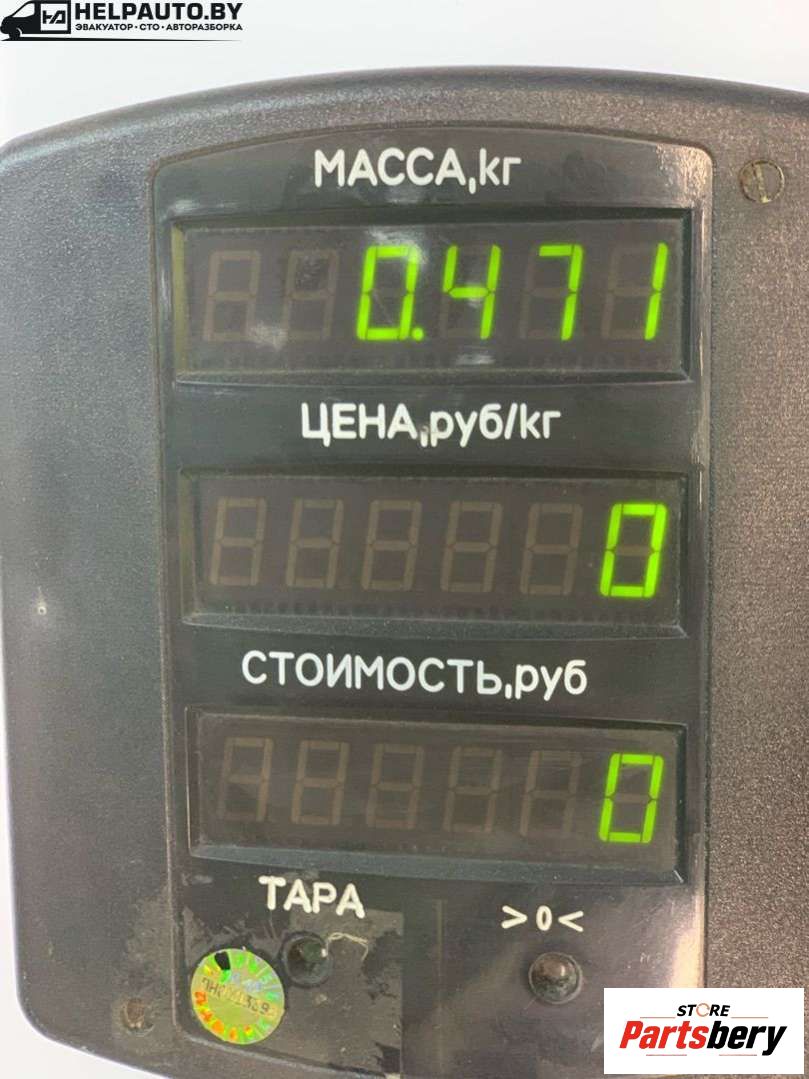 HELPAUTO.BY
ЭВАКУАТОР • СТО • АВТОРАЗБОРКА
МАССА,кг
0.471
ЦЕНА,руб/кг
0
СТОИМОСТЬ,руб
0
ТАРА
>0<
STORE
Partsbery